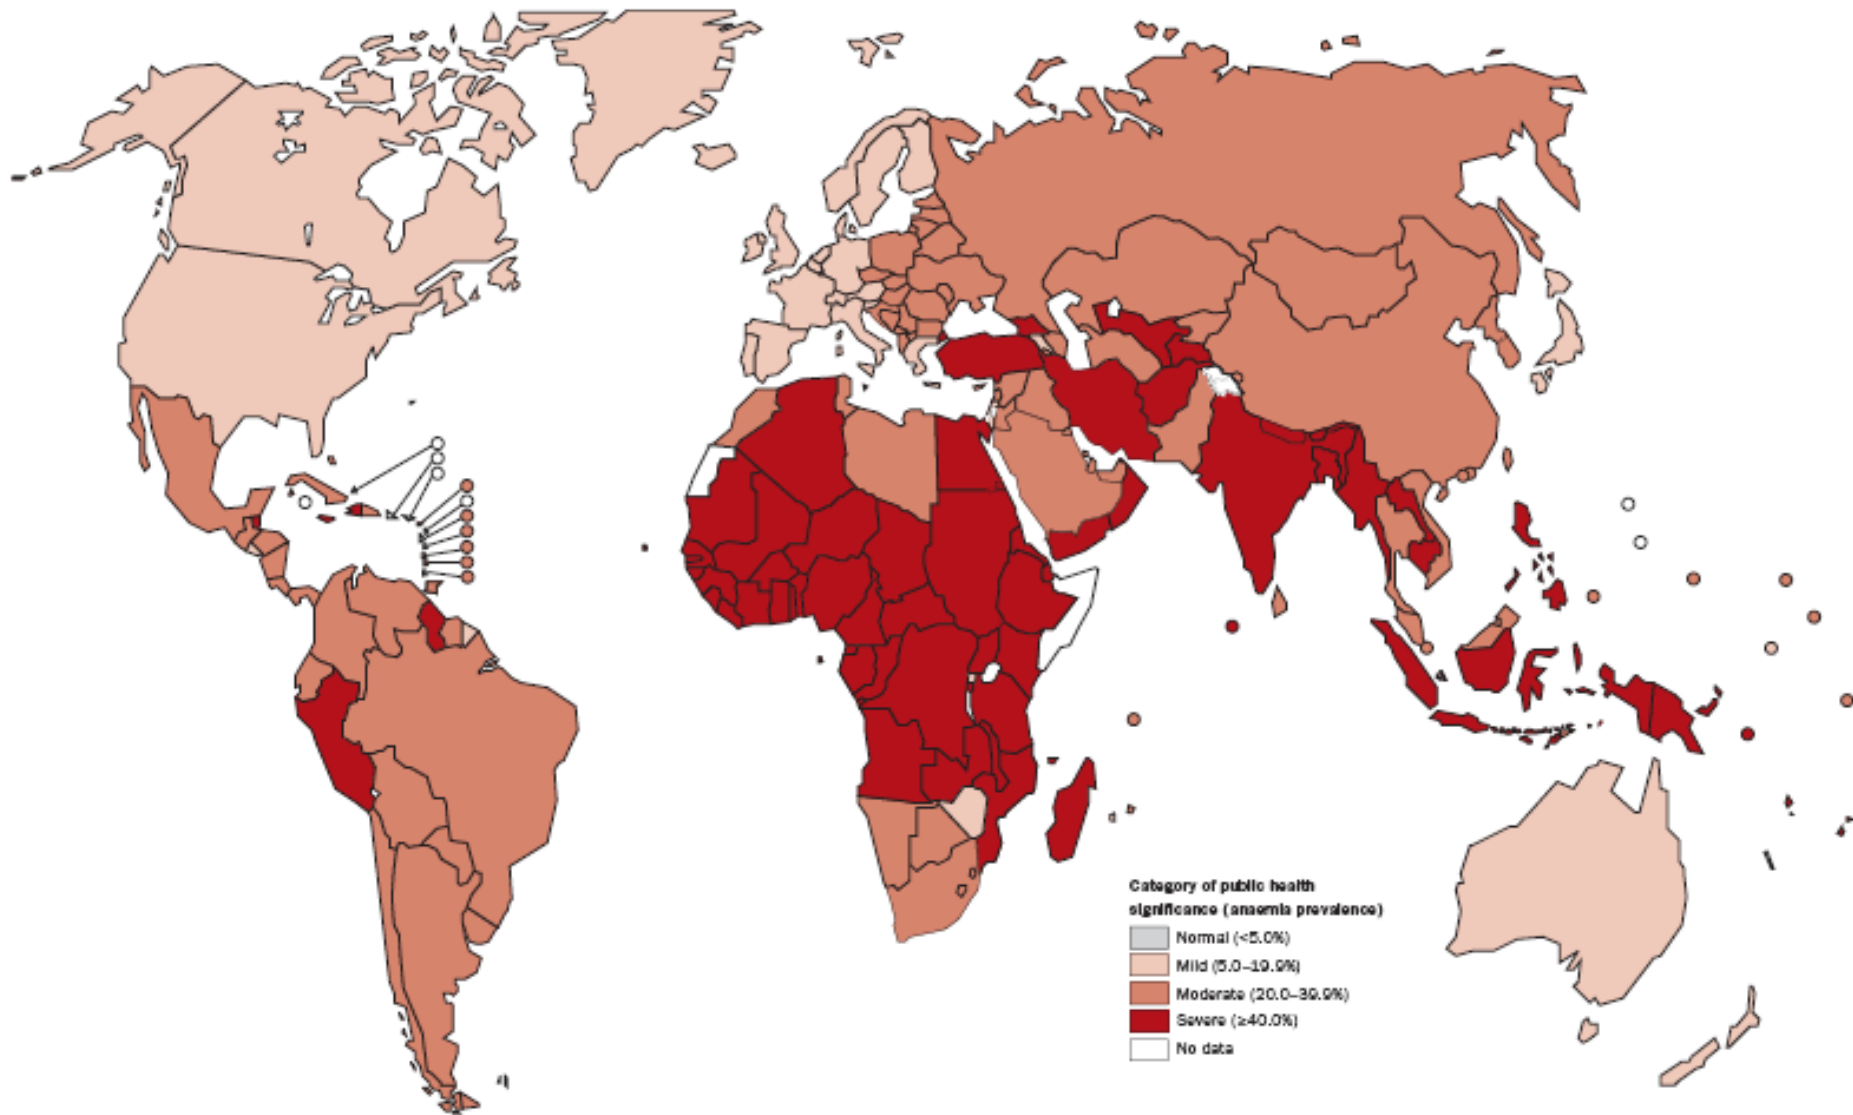 Category of public health
significance (anaemia prevalence)
Normal (<5.0%)
Mild (5.0–19.9%)
Moderate (20.0–39.9%)
Severe (≥40.0%)
No data